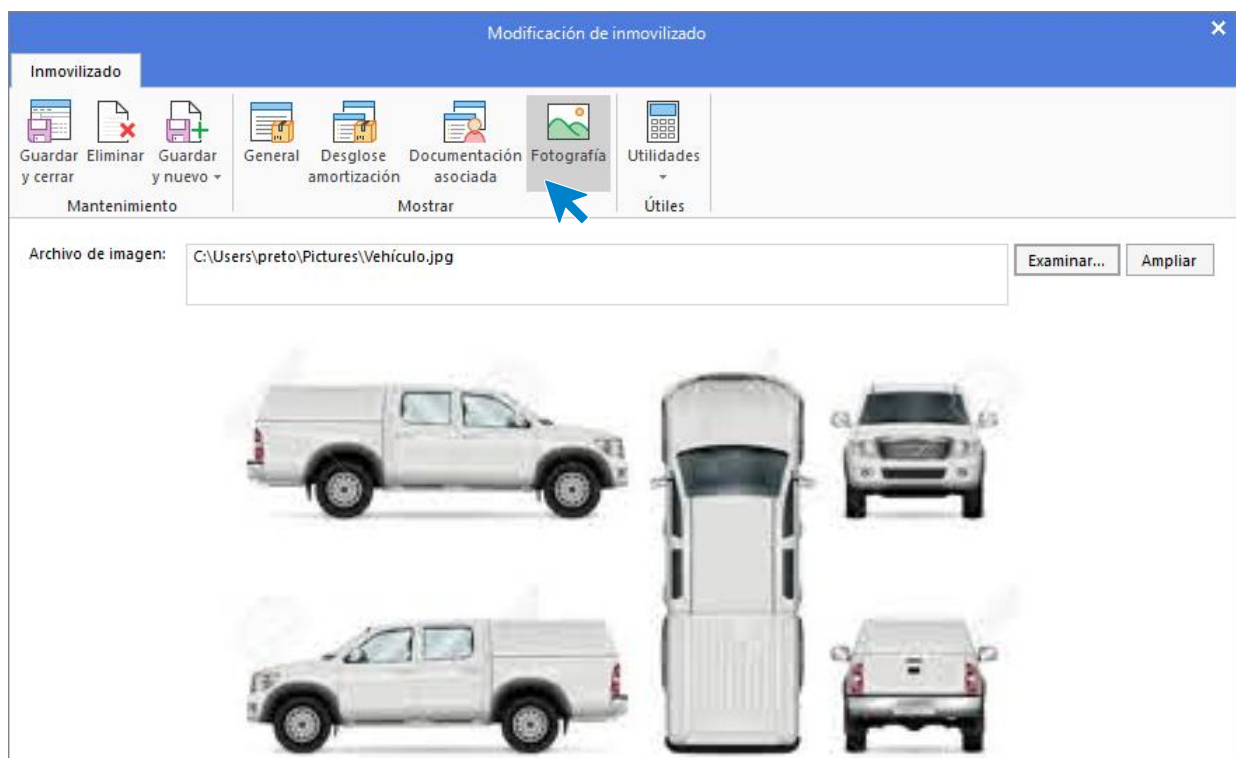 Modificación de inmovilizado
Inmovilizado
Guardar y cerrar
Eliminar
Guardar y nuevo
General
Desglose amortización
Documentación asociada
Fotografía
Utilidades
Mantenimiento
Mostrar
Útiles
Archivo de imagen:
C:\Users\preto\Pictures\Vehículo.jpg
Examinar...
Ampliar